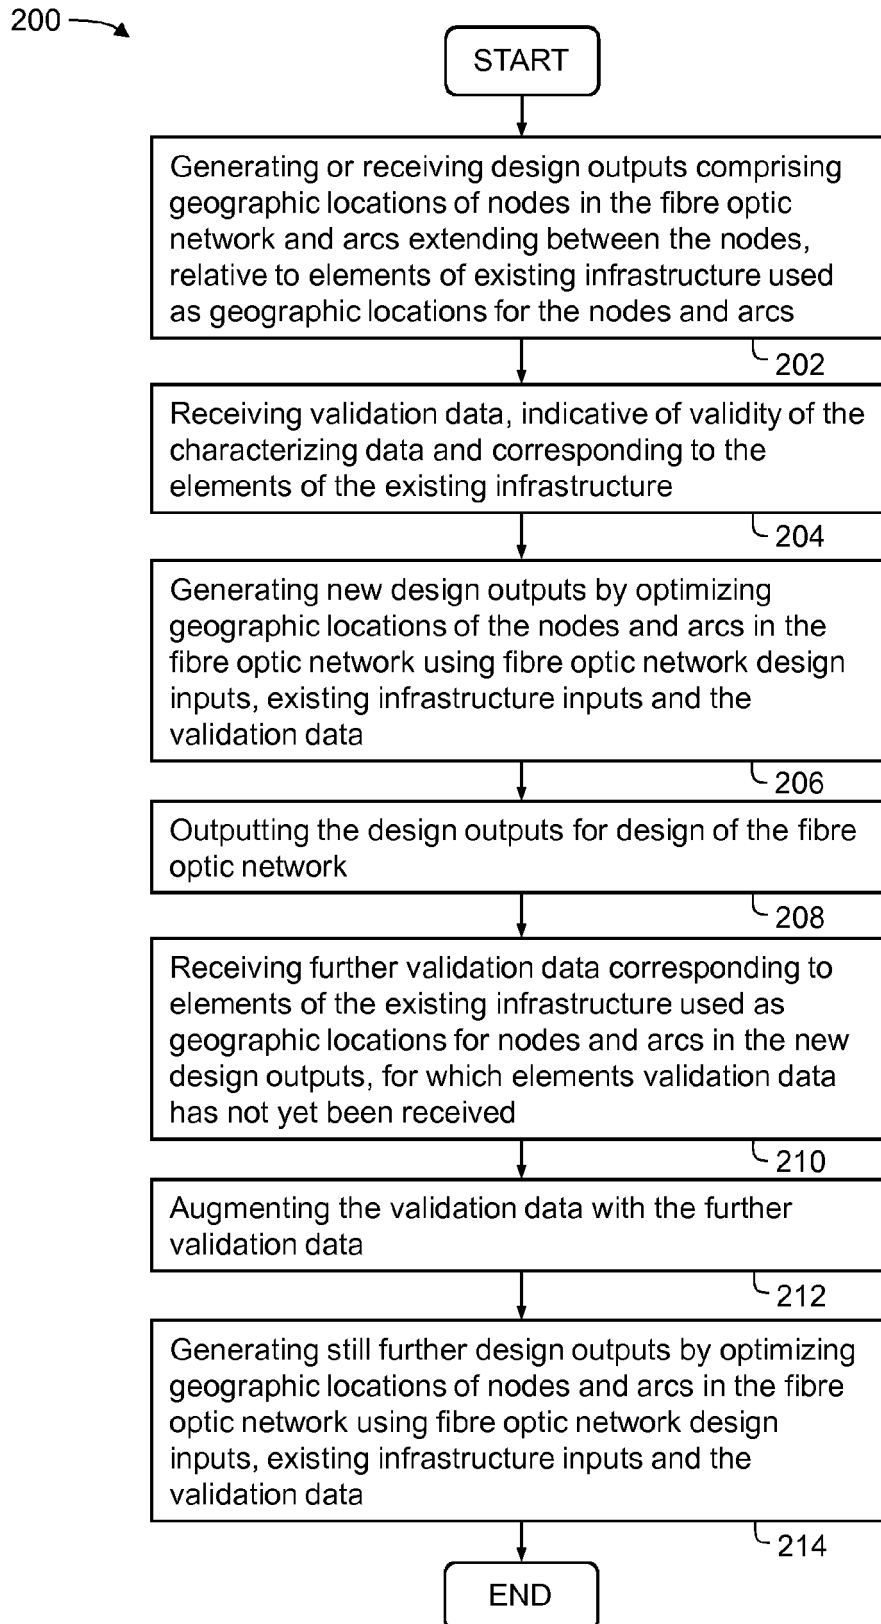 200
START
Generating or receiving design outputs comprising
geographic locations of nodes in the fibre optic
network and arcs extending between the nodes,
relative to elements of existing infrastructure used
as geographic locations for the nodes and arcs
202
Receiving validation data, indicative of validity of the
characterizing data and corresponding to the
elements of the existing infrastructure
204
Generating new design outputs by optimizing
geographic locations of the nodes and arcs in the
fibre optic network using fibre optic network design
inputs, existing infrastructure inputs and the
validation data
206
Outputting the design outputs for design of the fibre
optic network
208
Receiving further validation data corresponding to
elements of the existing infrastructure used as
geographic locations for nodes and arcs in the new
design outputs, for which elements validation data
has not yet been received
210
Augmenting the validation data with the further
validation data
212
Generating still further design outputs by optimizing
geographic locations of nodes and arcs in the fibre
optic network using fibre optic network design
inputs, existing infrastructure inputs and the
validation data
214
END